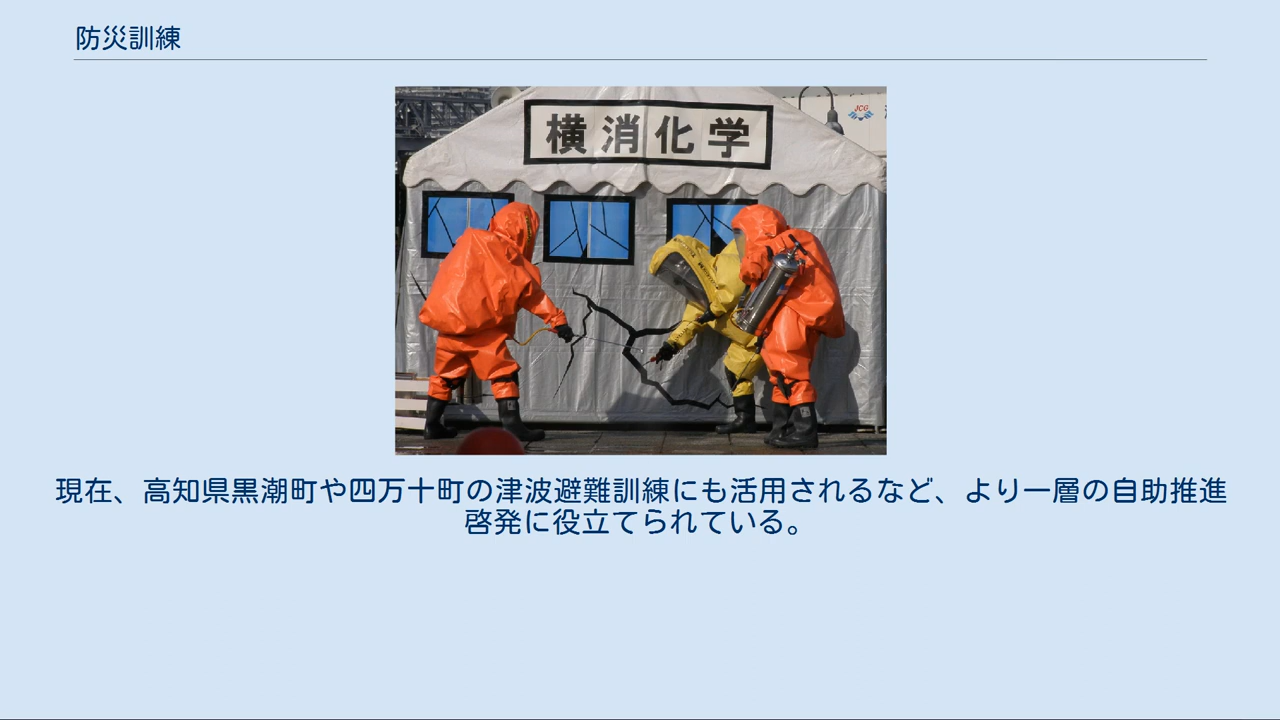 防災訓練
横消化学
JCG
現在、高知県黒潮町や四万十町の津波避難訓練にも活用されるなど、より一層の自助推進
啓発に役立てられている。